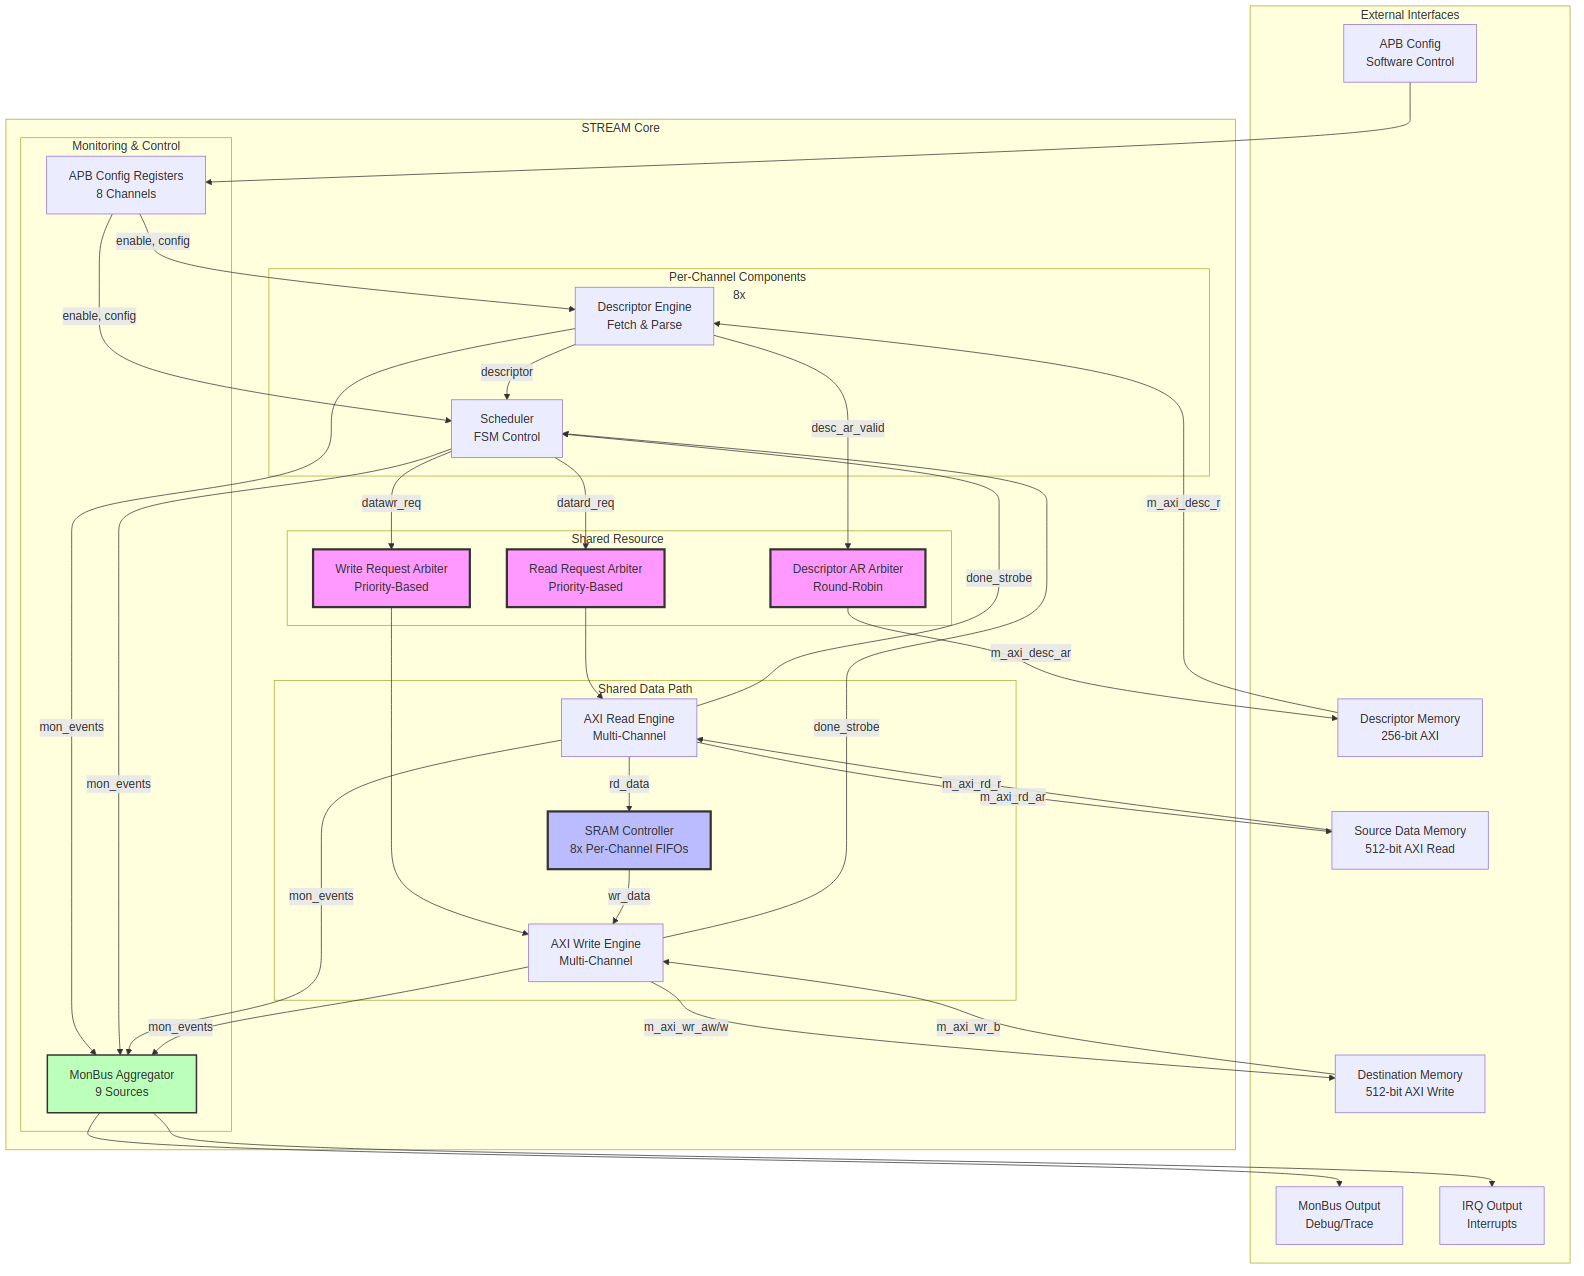 External Interfaces
APB Config
Software Control
STREAM Core
Monitoring & Control
APB Config Registers
8 Channels
enable, config
enable, config
Per-Channel Components
8x
Descriptor Engine
Fetch & Parse
descriptor
Scheduler
FSM Control
desc_ar_valid
datawr_req
datard_req
m_axi_desc_r
Shared Resource
Write Request Arbiter
Priority-Based
Read Request Arbiter
Priority-Based
Descriptor AR Arbiter
Round-Robin
done_strobe
m_axi_desc_ar
Shared Data Path
AXI Read Engine
Multi-Channel
mon_events
mon_events
done_strobe
Descriptor Memory
256-bit AXI
rd_data
m_axi_rd_r
m_axi_rd_ar
SRAM Controller
8x Per-Channel FIFOs
Source Data Memory
512-bit AXI Read
mon_events
wr_data
AXI Write Engine
Multi-Channel
mon_events
m_axi_wr_aw/w
m_axi_wr_b
MonBus Aggregator
9 Sources
Destination Memory
512-bit AXI Write
MonBus Output
Debug/Trace
IRQ Output
Interrupts